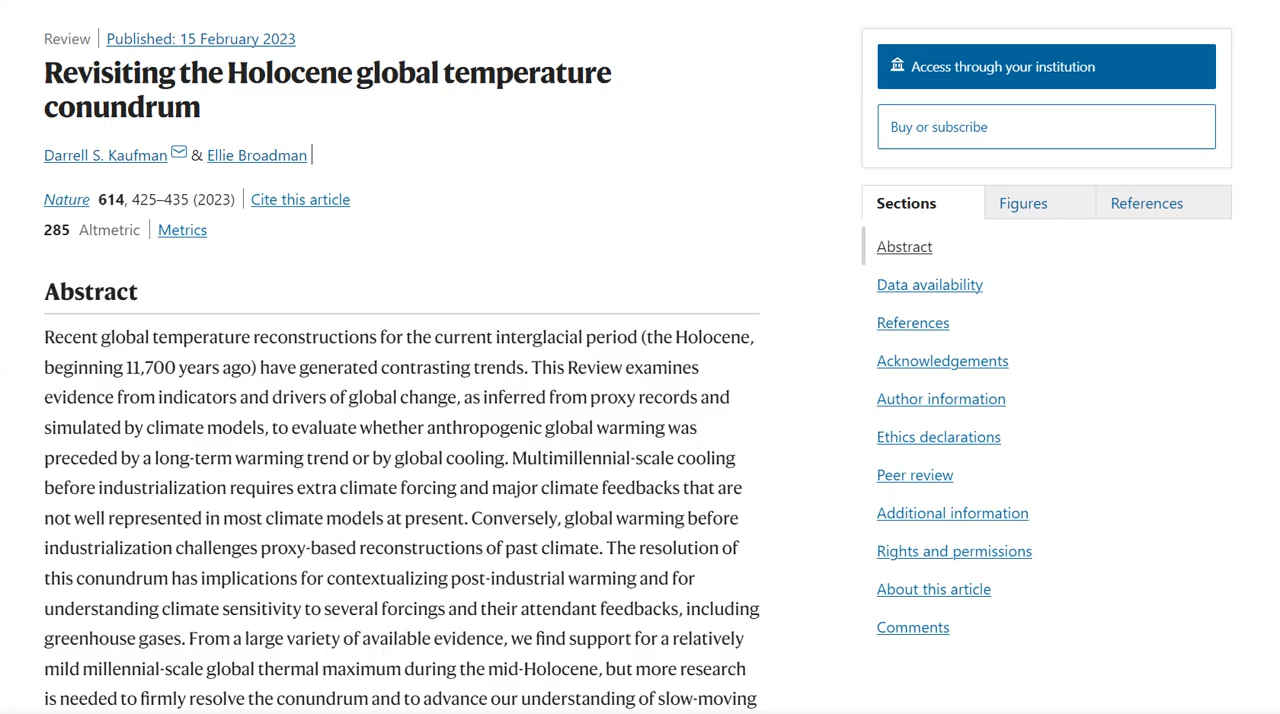 Review Published: 15 February 2023
Revisiting the Holocene global temperature
conundrum
Darrell S. Kaufman & Ellie Broadman
Nature 614, 425–435 (2023) Cite this article
285 Altmetric Metrics
Abstract
Recent global temperature reconstructions for the current interglacial period (the Holocene,
beginning 11,700 years ago) have generated contrasting trends. This Review examines
evidence from indicators and drivers of global change, as inferred from proxy records and
simulated by climate models, to evaluate whether anthropogenic global warming was
preceded by a long-term warming trend or by global cooling. Multimillennial-scale cooling
before industrialization requires extra climate forcing and major climate feedbacks that are
not well represented in most climate models at present. Conversely, global warming before
industrialization challenges proxy-based reconstructions of past climate. The resolution of
this conundrum has implications for contextualizing post-industrial warming and for
understanding climate sensitivity to several forcings and their attendant feedbacks, including
greenhouse gases. From a large variety of available evidence, we find support for a relatively
mild millennial-scale global thermal maximum during the mid-Holocene, but more research
is needed to firmly resolve the conundrum and to advance our understanding of slow-moving
Access through your institution
Buy or subscribe
Sections Figures References
Abstract
Data availability
References
Acknowledgements
Author information
Ethics declarations
Peer review
Additional information
Rights and permissions
About this article
Comments